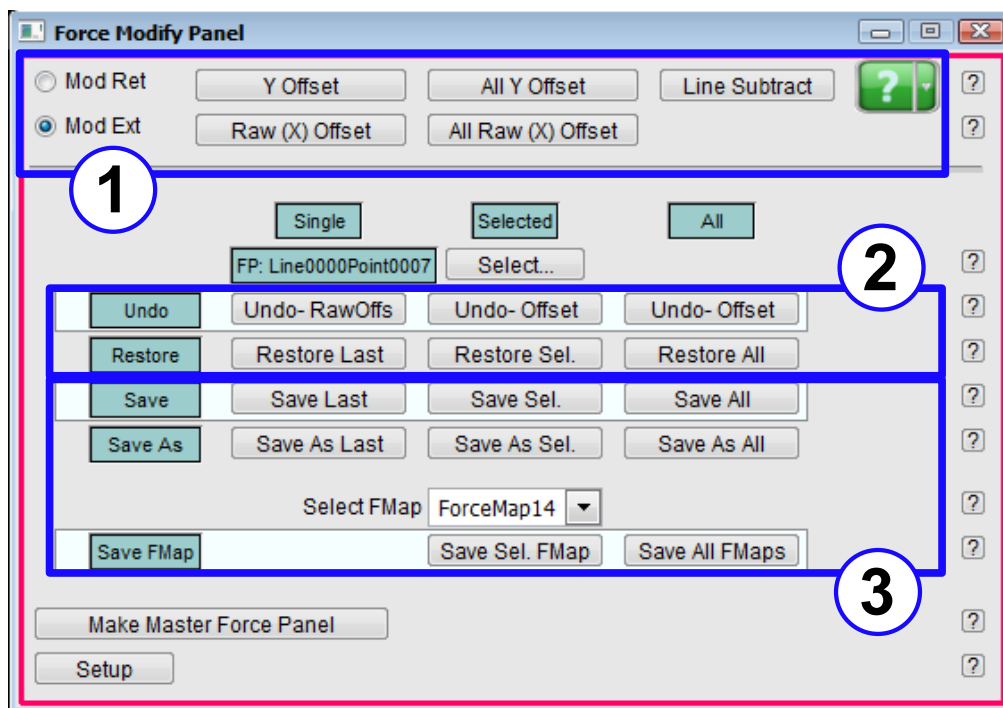 Force Modify Panel
Mod Ret Y Offset All Y Offset Line Subtract ? ?
Mod Ext Raw (X) Offset All Raw (X) Offset ?
1
Single Selected All
FP: Line0000Point0007 Select... ?
2
Undo Undo- RawOffs Undo- Offset Undo- Offset ?
Restore Restore Last Restore Sel. Restore All ?
Save Save Last Save Sel. Save All ?
Save As Save As Last Save As Sel. Save As All ?
Select FMap ForceMap14 ?
Save FMap Save Sel. FMap Save All FMaps ?
3
Make Master Force Panel ?
Setup ?